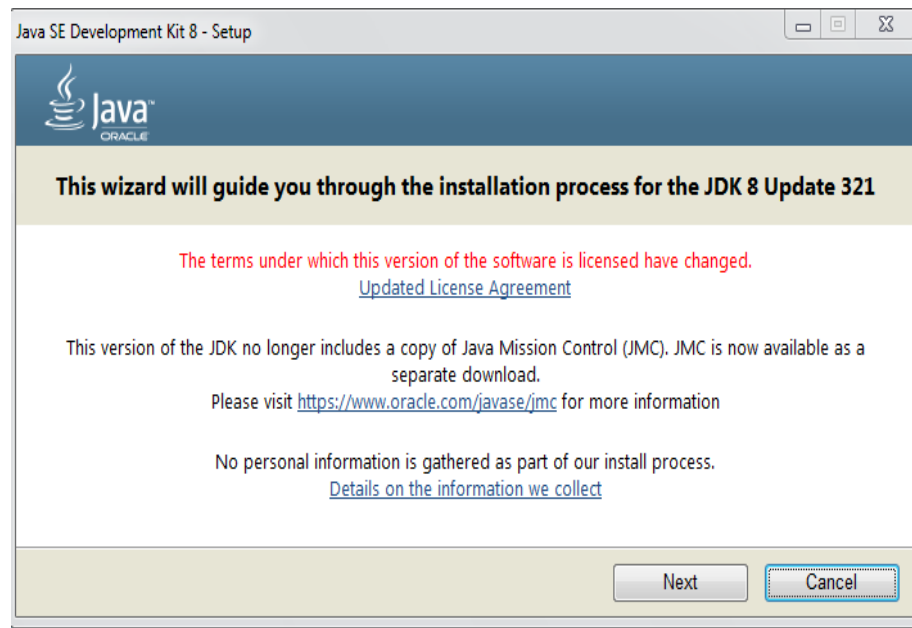 Java SE Development Kit 8 - Setup
Java™
ORACLE
This wizard will guide you through the installation process for the JDK 8 Update 321
The terms under which this version of the software is licensed have changed.
Updated License Agreement
This version of the JDK no longer includes a copy of Java Mission Control (JMC). JMC is now available as a
separate download.
Please visit https://www.oracle.com/javase/jmc for more information
No personal information is gathered as part of our install process.
Details on the information we collect
Next
Cancel